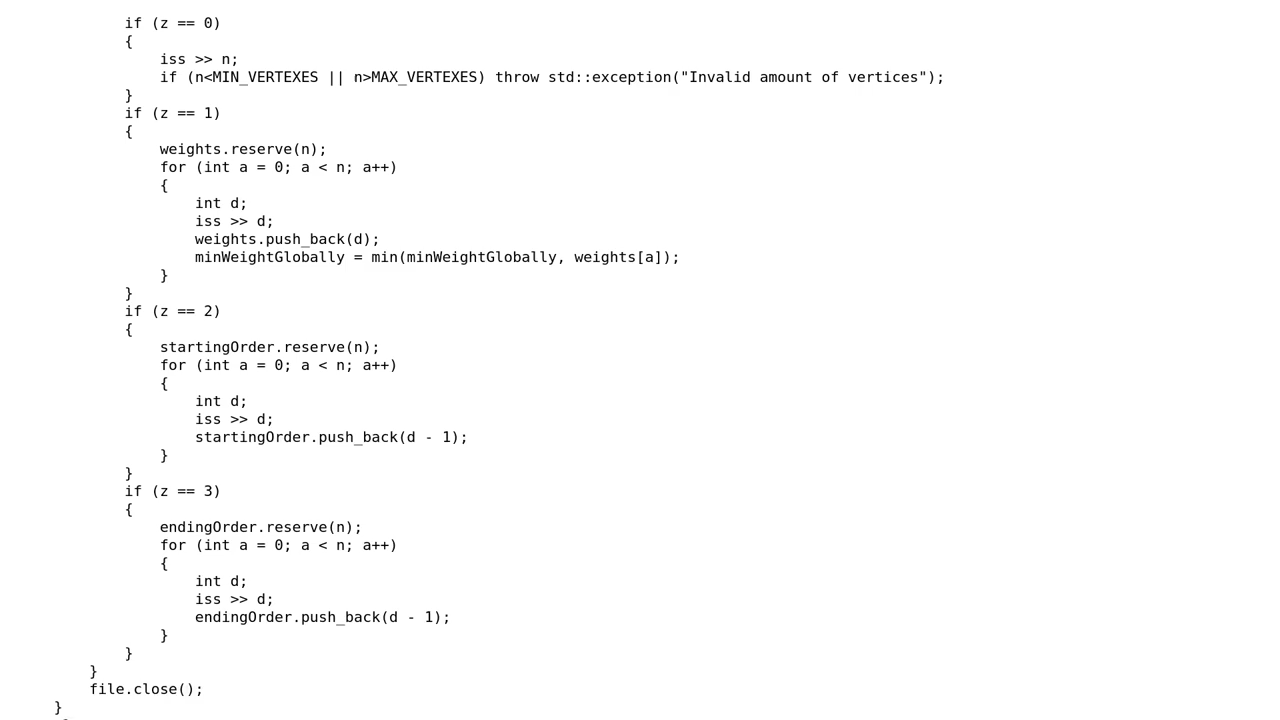 if (z == 0)
{
iss >> n;
if (n<MIN_VERTEXES || n>MAX_VERTEXES) throw std::exception("Invalid amount of vertices");
}
if (z == 1)
{
weights.reserve(n);
for (int a = 0; a < n; a++)
{
int d;
iss >> d;
weights.push_back(d);
minWeightGlobally = min(minWeightGlobally, weights[a]);
}
}
if (z == 2)
{
startingOrder.reserve(n);
for (int a = 0; a < n; a++)
{
int d;
iss >> d;
startingOrder.push_back(d - 1);
}
}
if (z == 3)
{
endingOrder.reserve(n);
for (int a = 0; a < n; a++)
{
int d;
iss >> d;
endingOrder.push_back(d - 1);
}
}
}
file.close();
}